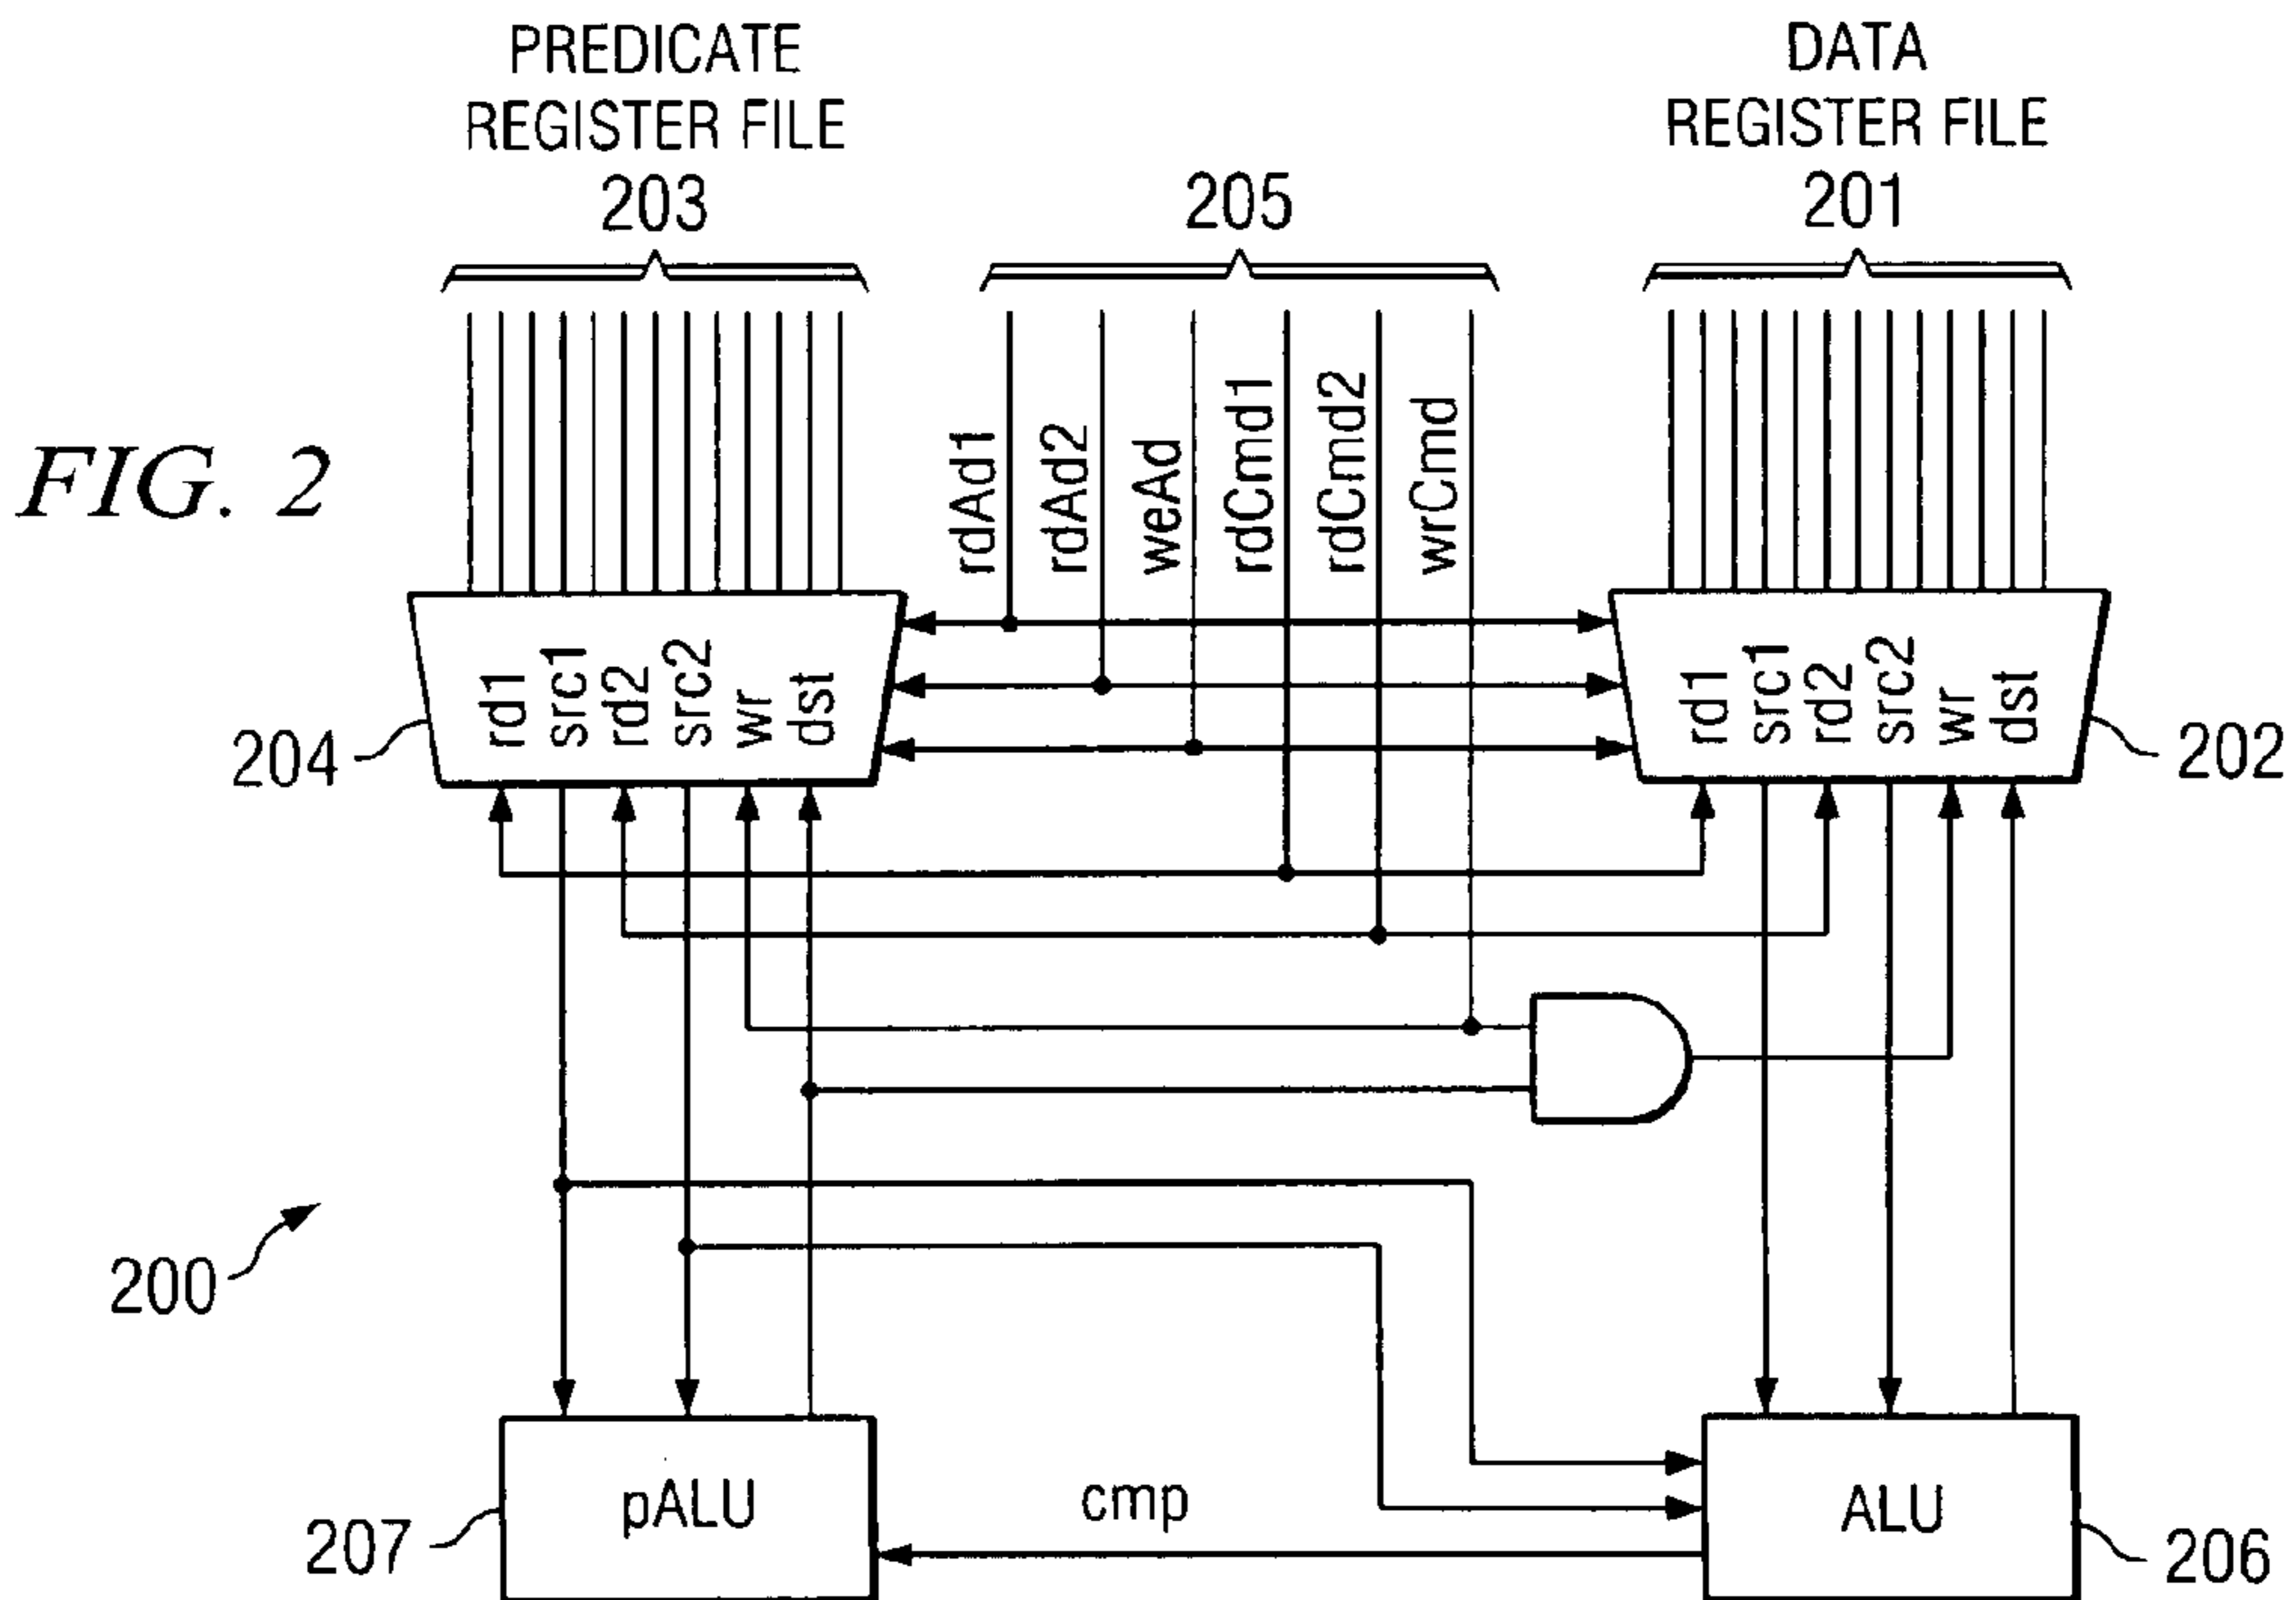 PREDICATE
REGISTER FILE
203
205
DATA
REGISTER FILE
201
FIG. 2
rdAd1
rdAd2
weAd
rdCmd1
rdCmd2
wrCmd
rd1
src1
rd2
src2
wr
dst
204
rd1
src1
rd2
src2
wr
dst
202
200
pALU
207
cmp
ALU
206